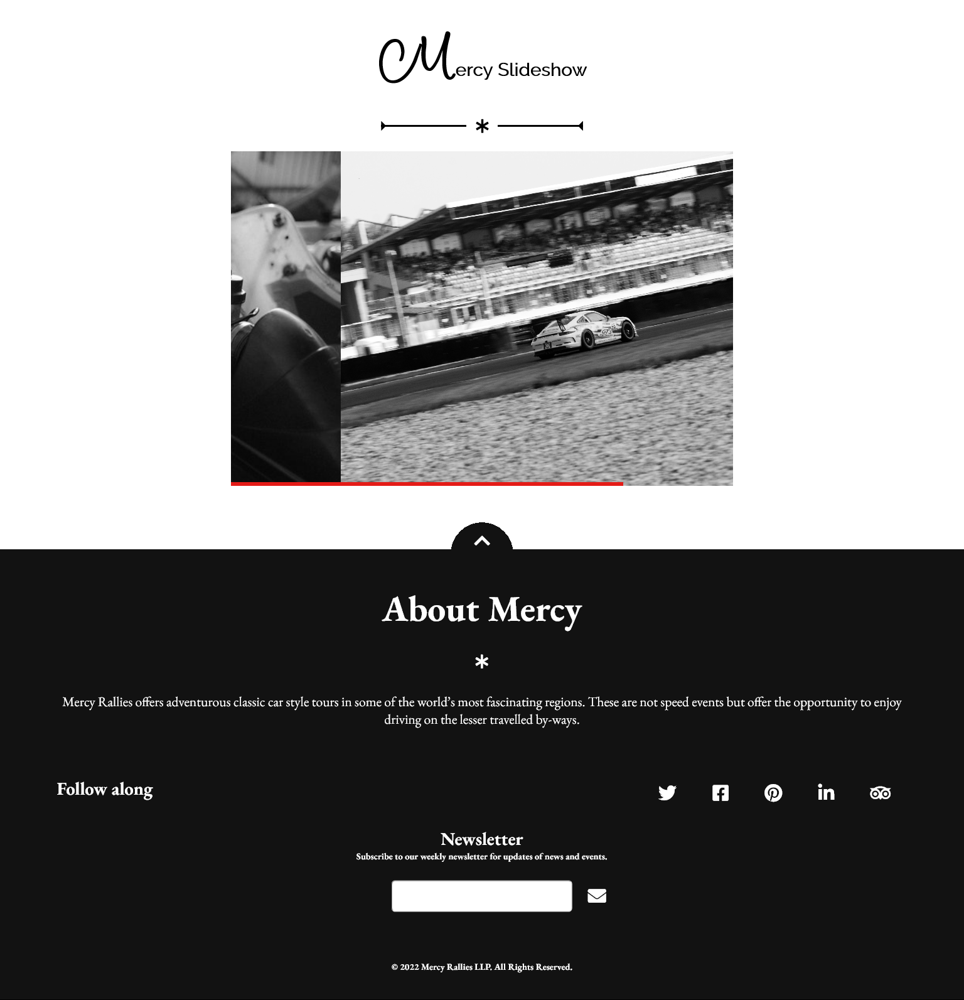 Mercy Slideshow
About Mercy
Mercy Rallies offers adventurous classic car style tours in some of the world’s most fascinating regions. These are not speed events but offer the opportunity to enjoy
driving on the lesser travelled by-ways.
Follow along
Newsletter
Subscribe to our weekly newsletter for updates of news and events.
© 2022 Mercy Rallies LLP. All Rights Reserved.